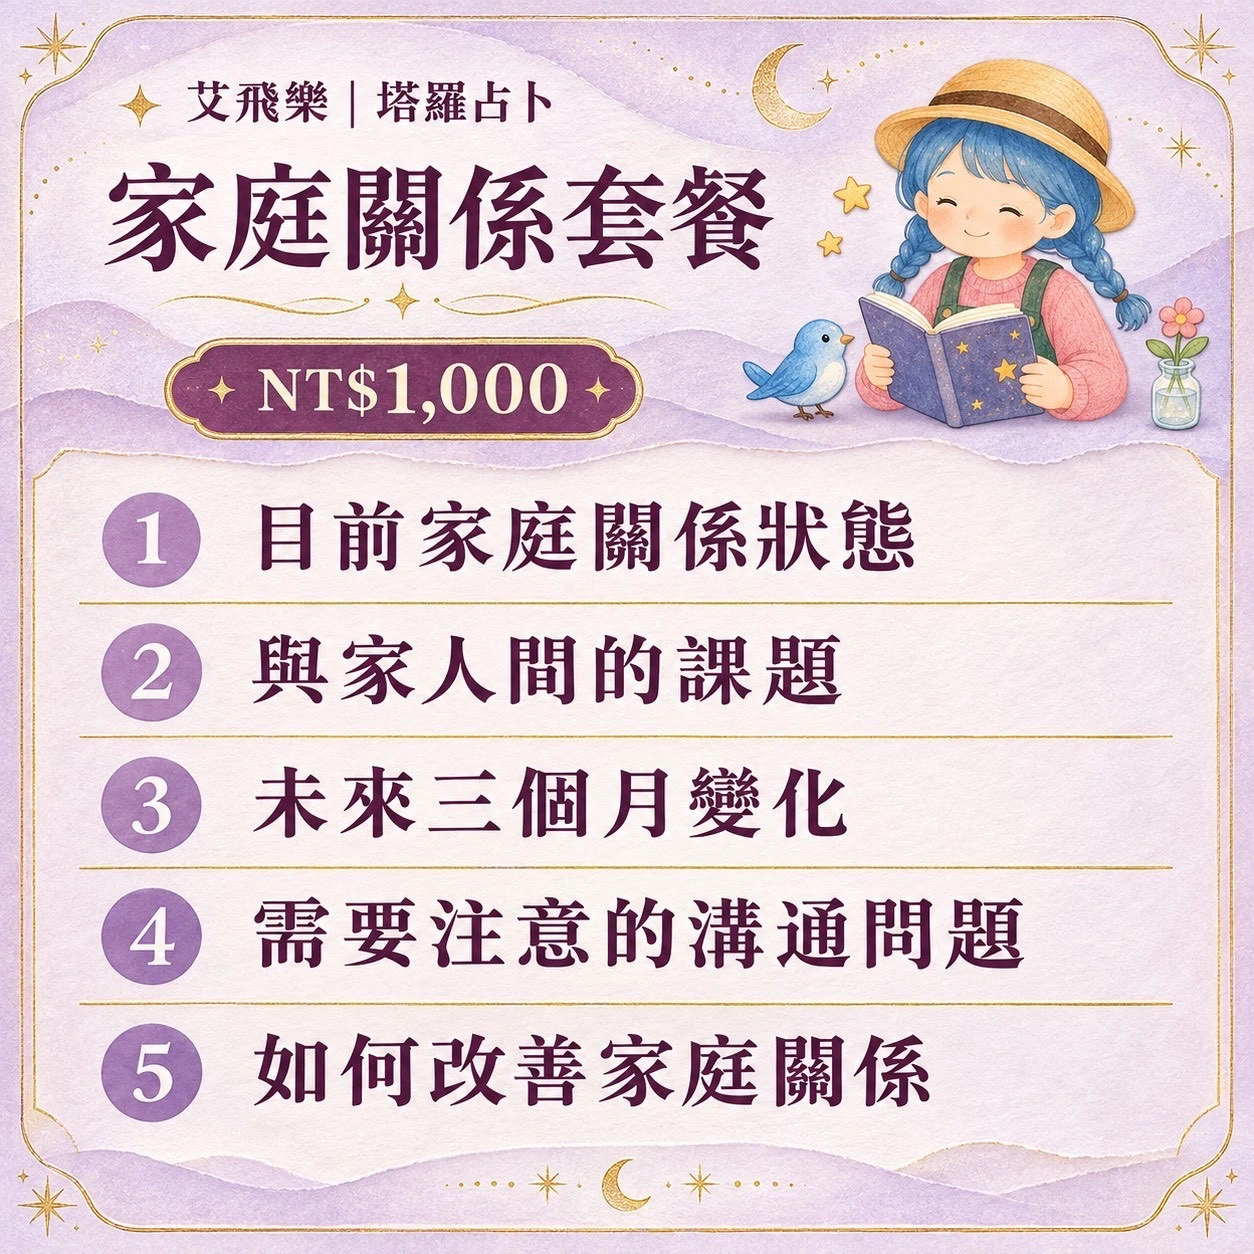 艾飛樂｜塔羅占卜
家庭關係套餐
NT$1,000
1 目前家庭關係狀態
2 與家人間的課題
3 未來三個月變化
4 需要注意的溝通問題
5 如何改善家庭關係